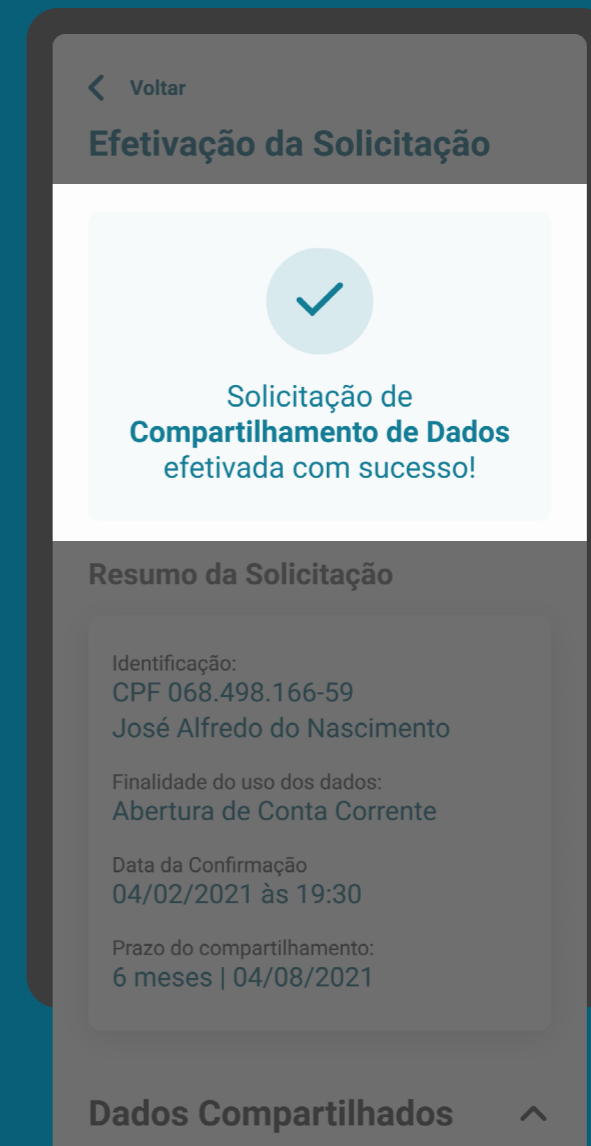 Voltar
Efetivação da Solicitação
Solicitação de
Compartilhamento de Dados
efetivada com sucesso!
Resumo da Solicitação
Identificação:
CPF 068.498.166-59
José Alfredo do Nascimento
Finalidade do uso dos dados:
Abertura de Conta Corrente
Data da Confirmação
04/02/2021 às 19:30
Prazo do compartilhamento:
6 meses | 04/08/2021
Dados Compartilhados